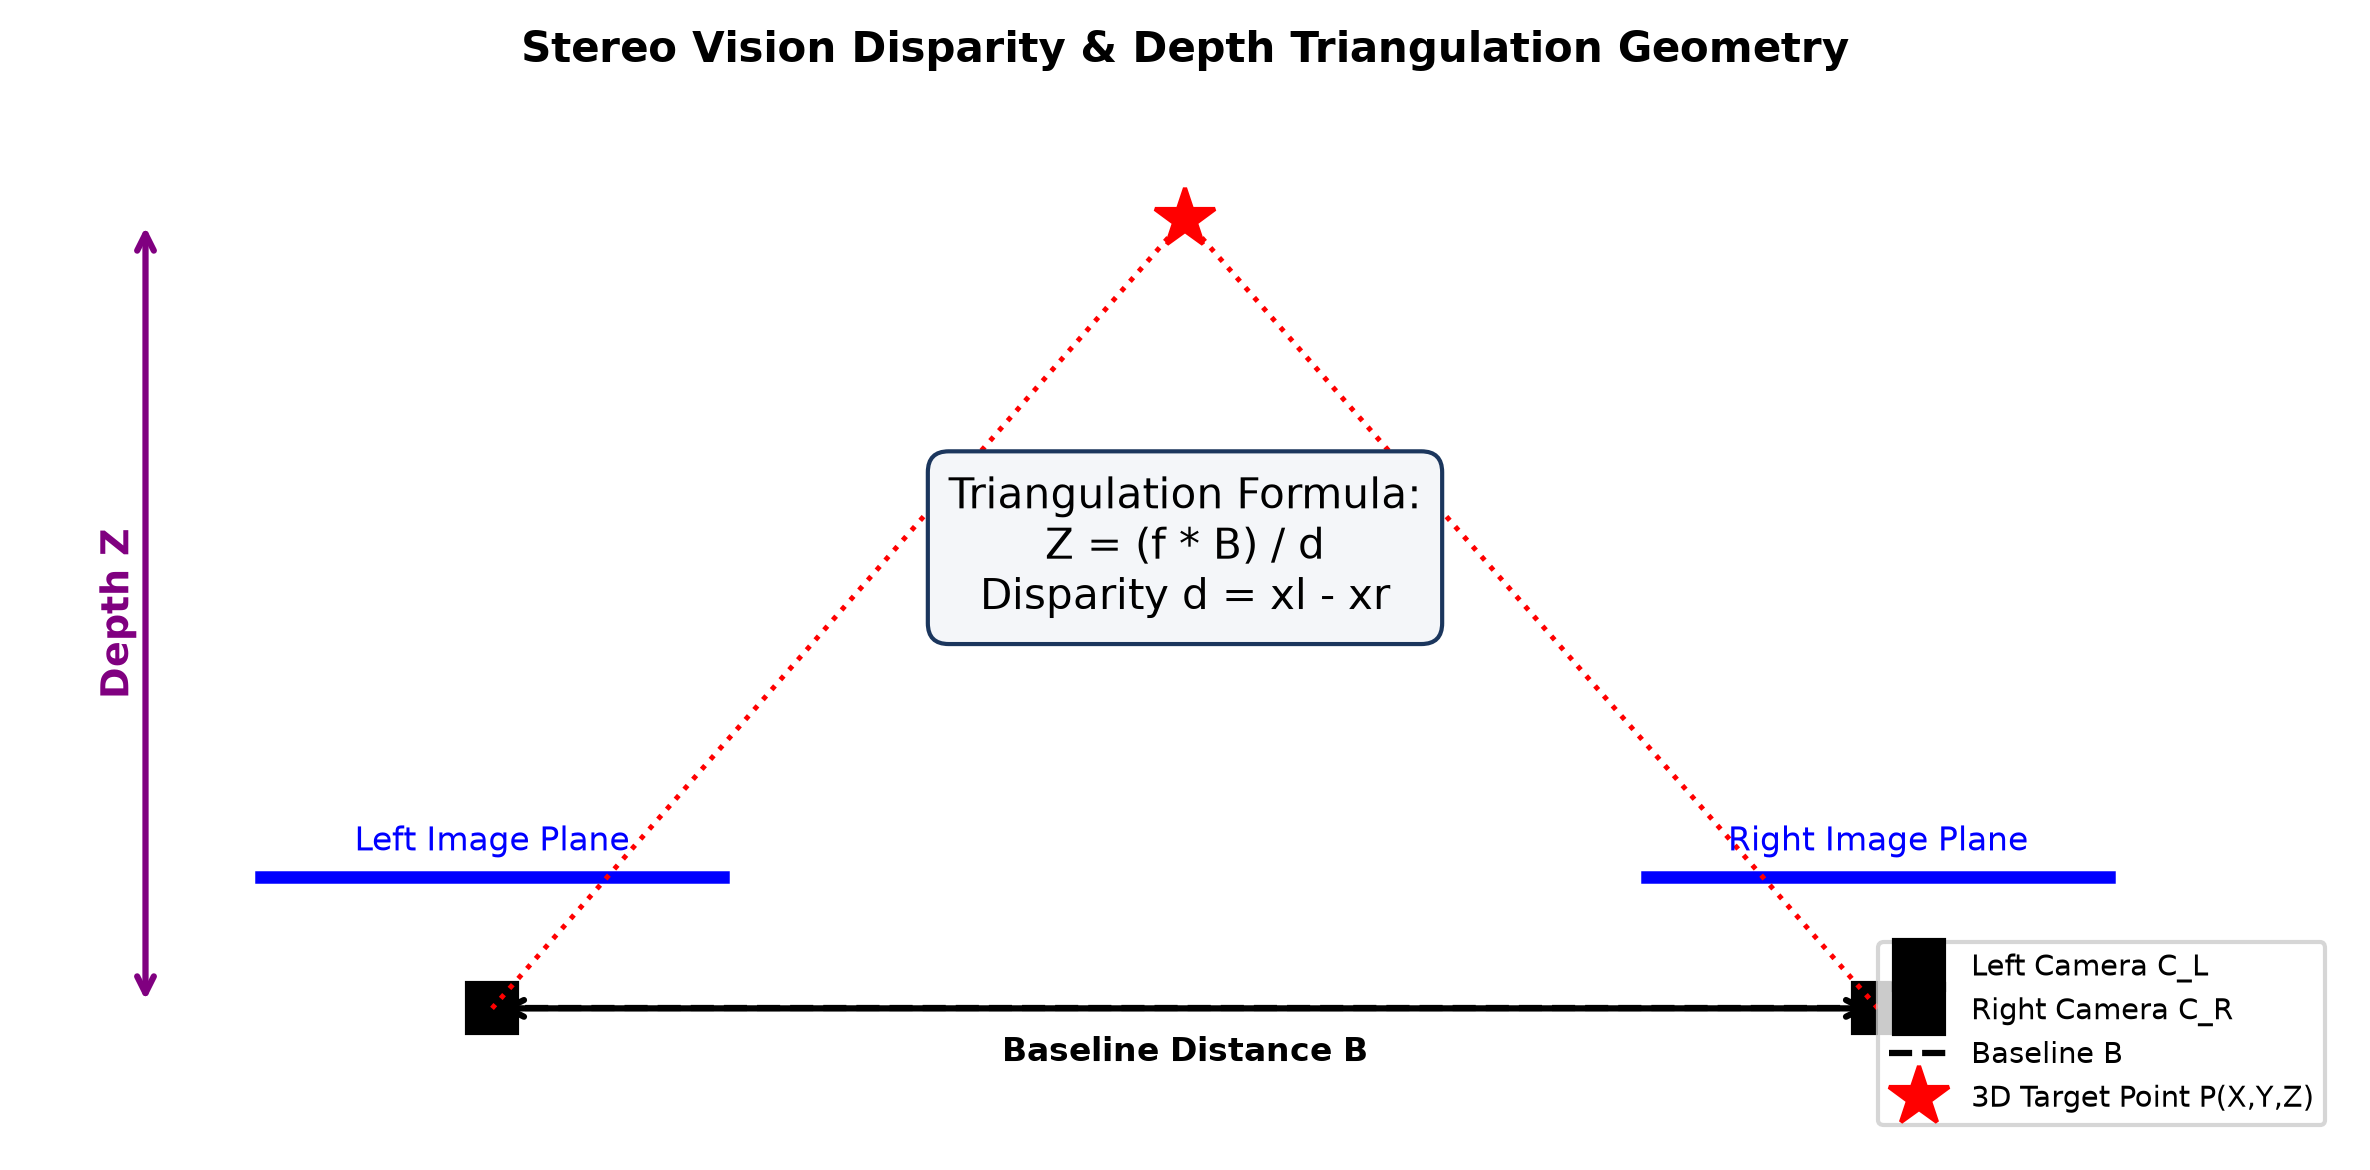 Stereo Vision Disparity & Depth Triangulation Geometry
Triangulation Formula:
Z = (f * B) / d
Disparity d = xl - xr
Depth Z
Left Image Plane
Right Image Plane
Baseline Distance B
Left Camera C_L
Right Camera C_R
Baseline B
3D Target Point P(X,Y,Z)